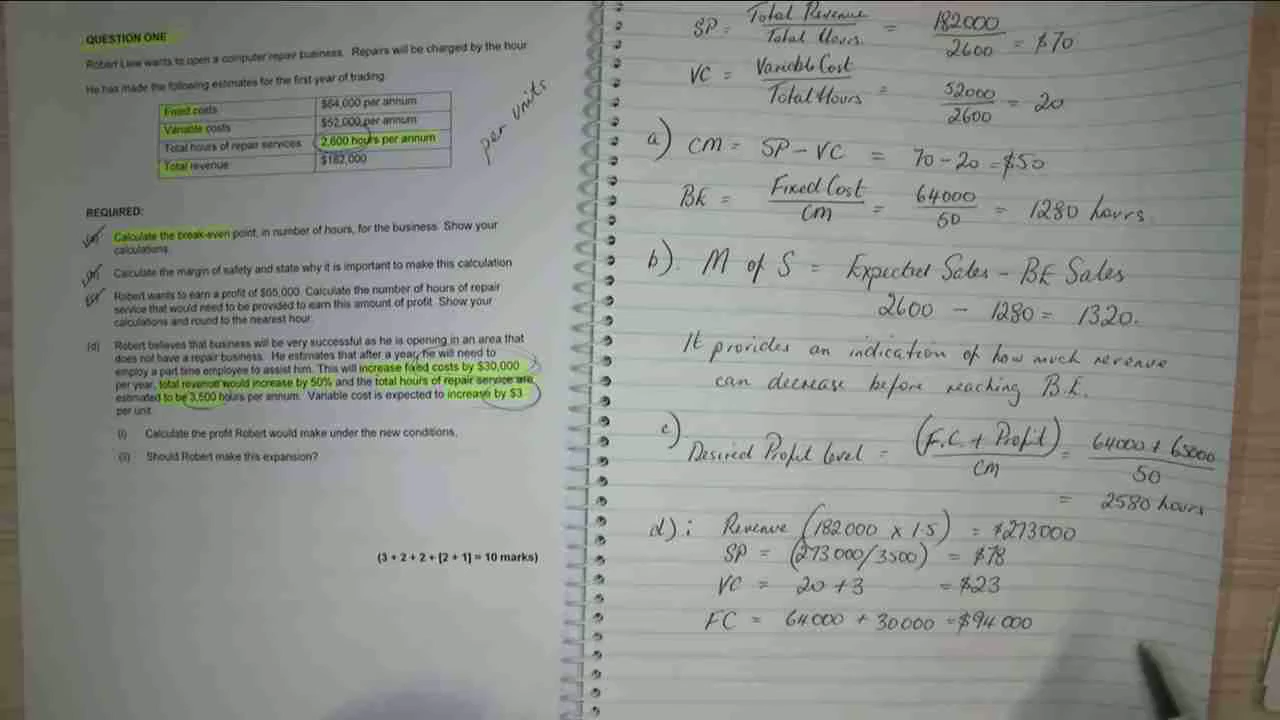 QUESTION ONE
Robert Liew wants to open a computer repair business. Repairs will be charged by the hour
He has made the following estimates for the first year of trading.
Fixed costs $64,000 per annum
Variable costs $52,000 per annum
Total hours of repair services 2,600 hours per annum
Total revenue $182,000
per units
REQUIRED:
(a) Calculate the break-even point, in number of hours, for the business. Show your
calculations.
(b) Calculate the margin of safety and state why it is important to make this calculation
Robert wants to earn a profit of $65,000. Calculate the number of hours of repair
service that would need to be provided to earn this amount of profit. Show your
calculations and round to the nearest hour.
(d) Robert believes that business will be very successful as he is opening in an area that
does not have a repair business. He estimates that after a year, he will need to
employ a part time employee to assist him. This will increase fixed costs by $30,000
per year, total revenue would increase by 50% and the total hours of repair service are
estimated to be 3,500 hours per annum. Variable cost is expected to increase by $3
per unit.
(i) Calculate the profit Robert would make under the new conditions.
(ii) Should Robert make this expansion?
(3 + 2 + 2 + [2 + 1] = 10 marks)
SP = Total Revenue / Total Hours. = 182000 / 2600 = $70
VC = Variable Cost / Total Hours = 52000 / 2600 = 20
a) CM = SP - VC = 70 - 20 = $50
BE = Fixed Cost / CM = 64000 / 50 = 1280 hours.
b). M of S = Expected Sales - BE Sales
2600 - 1280 = 1320.
It provides an indication of how much revenue
can decrease before reaching B.E.
c) Desired Profit Level = (F.C. + Profit) / CM = 64000 + 65000 / 50
= 2580 hours
d) i Revenue (182000 x 1.5) = $273000
SP = (273000/3500) = $78
VC = 20 + 3 = $23
FC = 64000 + 30000 = $94000